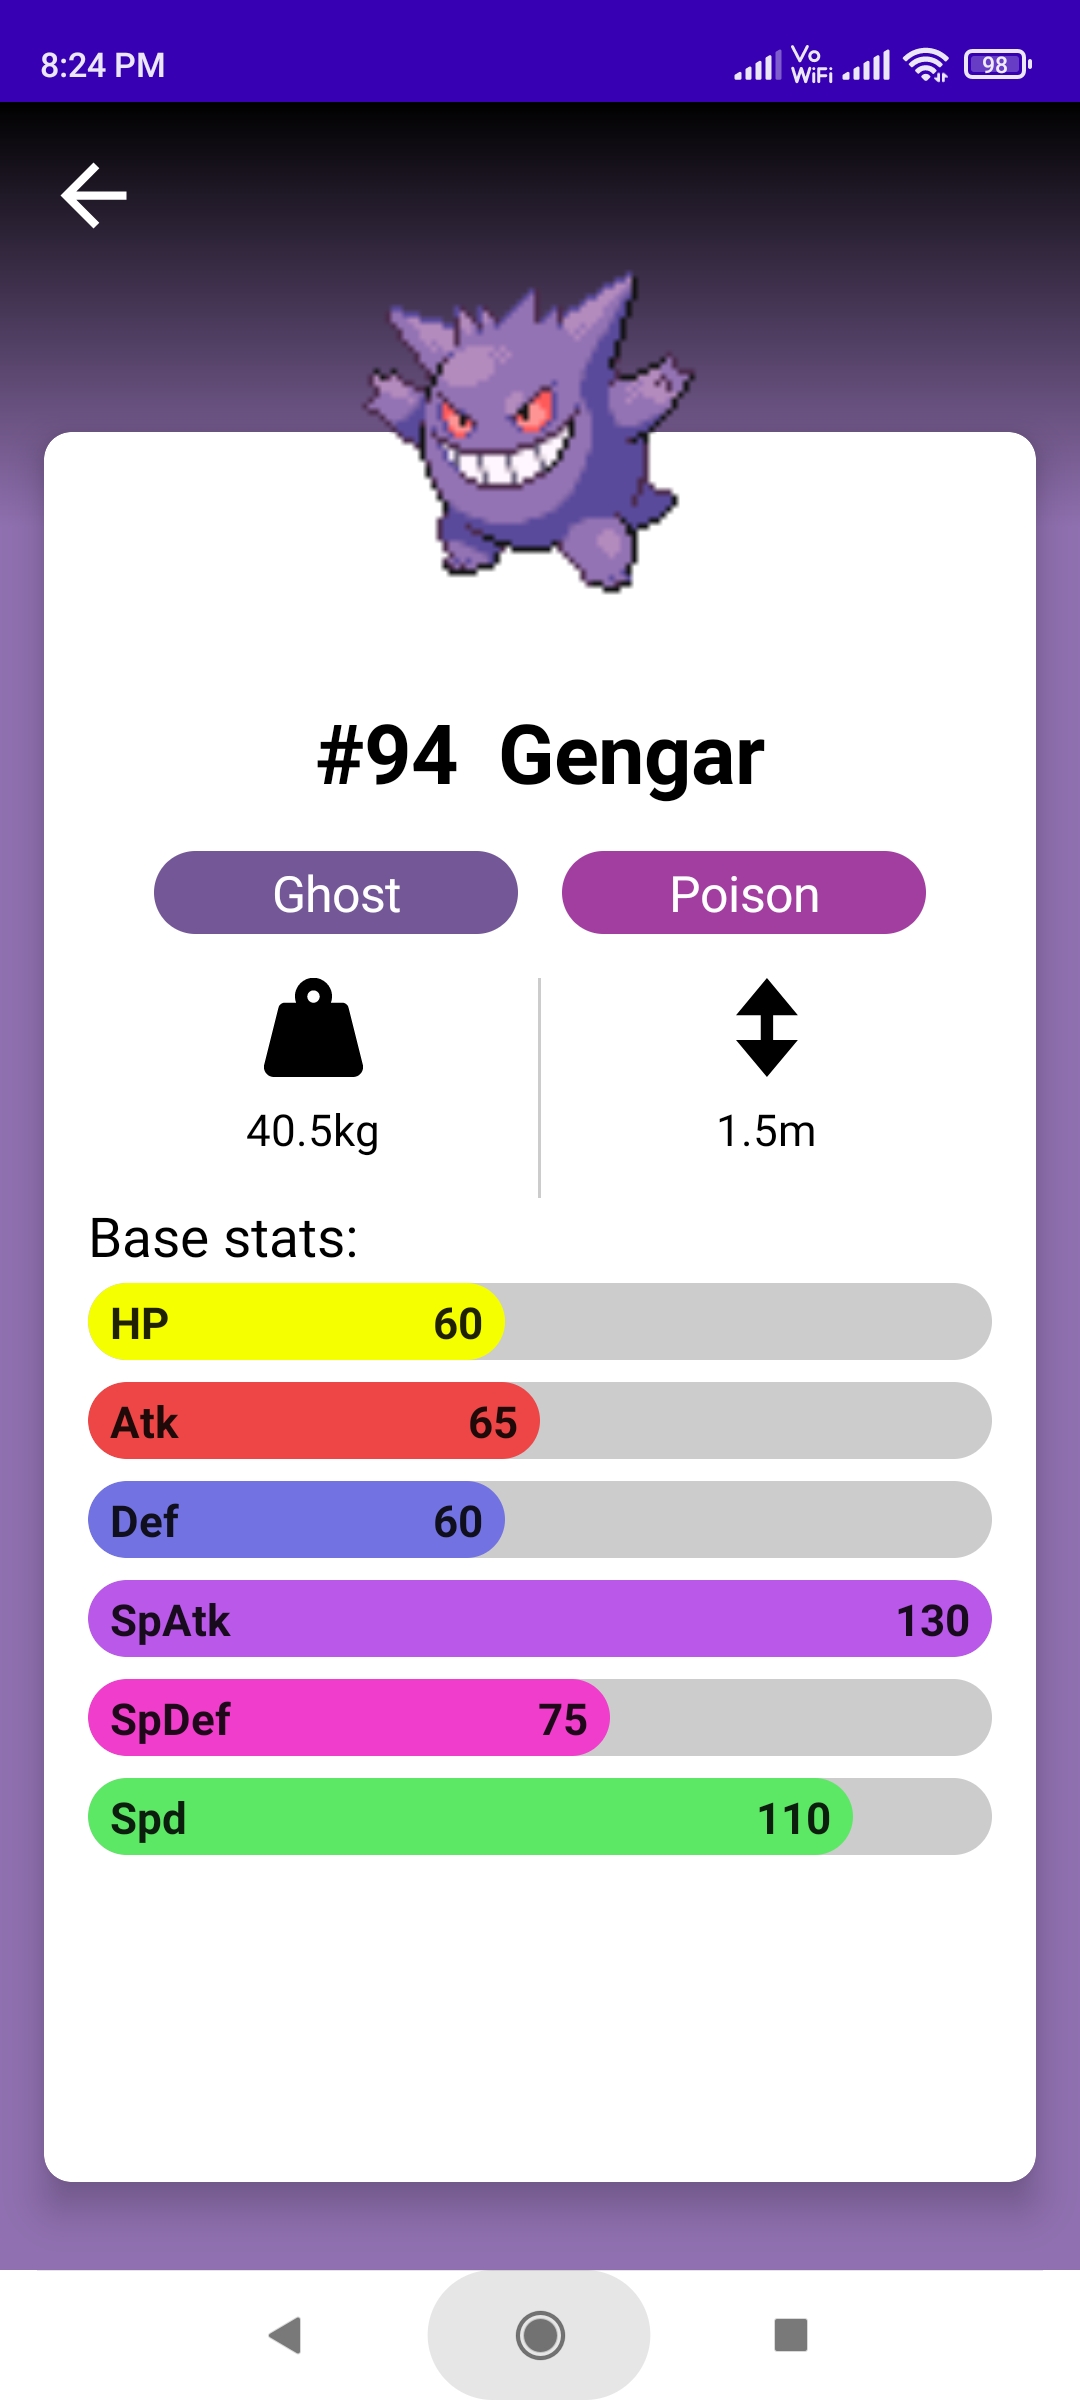 8:24 PM Vo WiFi 98
#94 Gengar
Ghost Poison
40.5kg 1.5m
Base stats:
HP 60
Atk 65
Def 60
SpAtk 130
SpDef 75
Spd 110